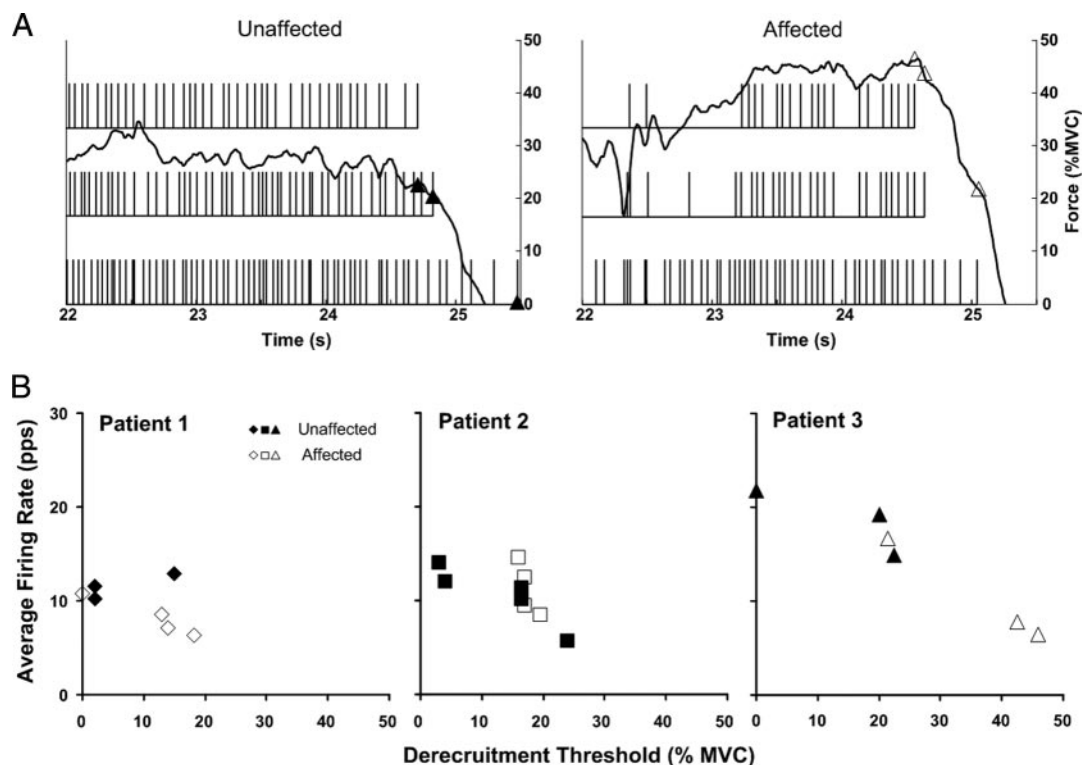 A
Unaffected
Affected
50
40
30
20
10
0
22 23 24 25
Time (s)
50
40
30
20
10
0
Force (%MVC)
22 23 24 25
Time (s)
B
Average Firing Rate (pps)
30
20
10
0
Patient 1
Unaffected
Affected
0 10 20 30 40 50
Patient 2
0 10 20 30 40 50
Patient 3
0 10 20 30 40 50
Derecruitment Threshold (% MVC)